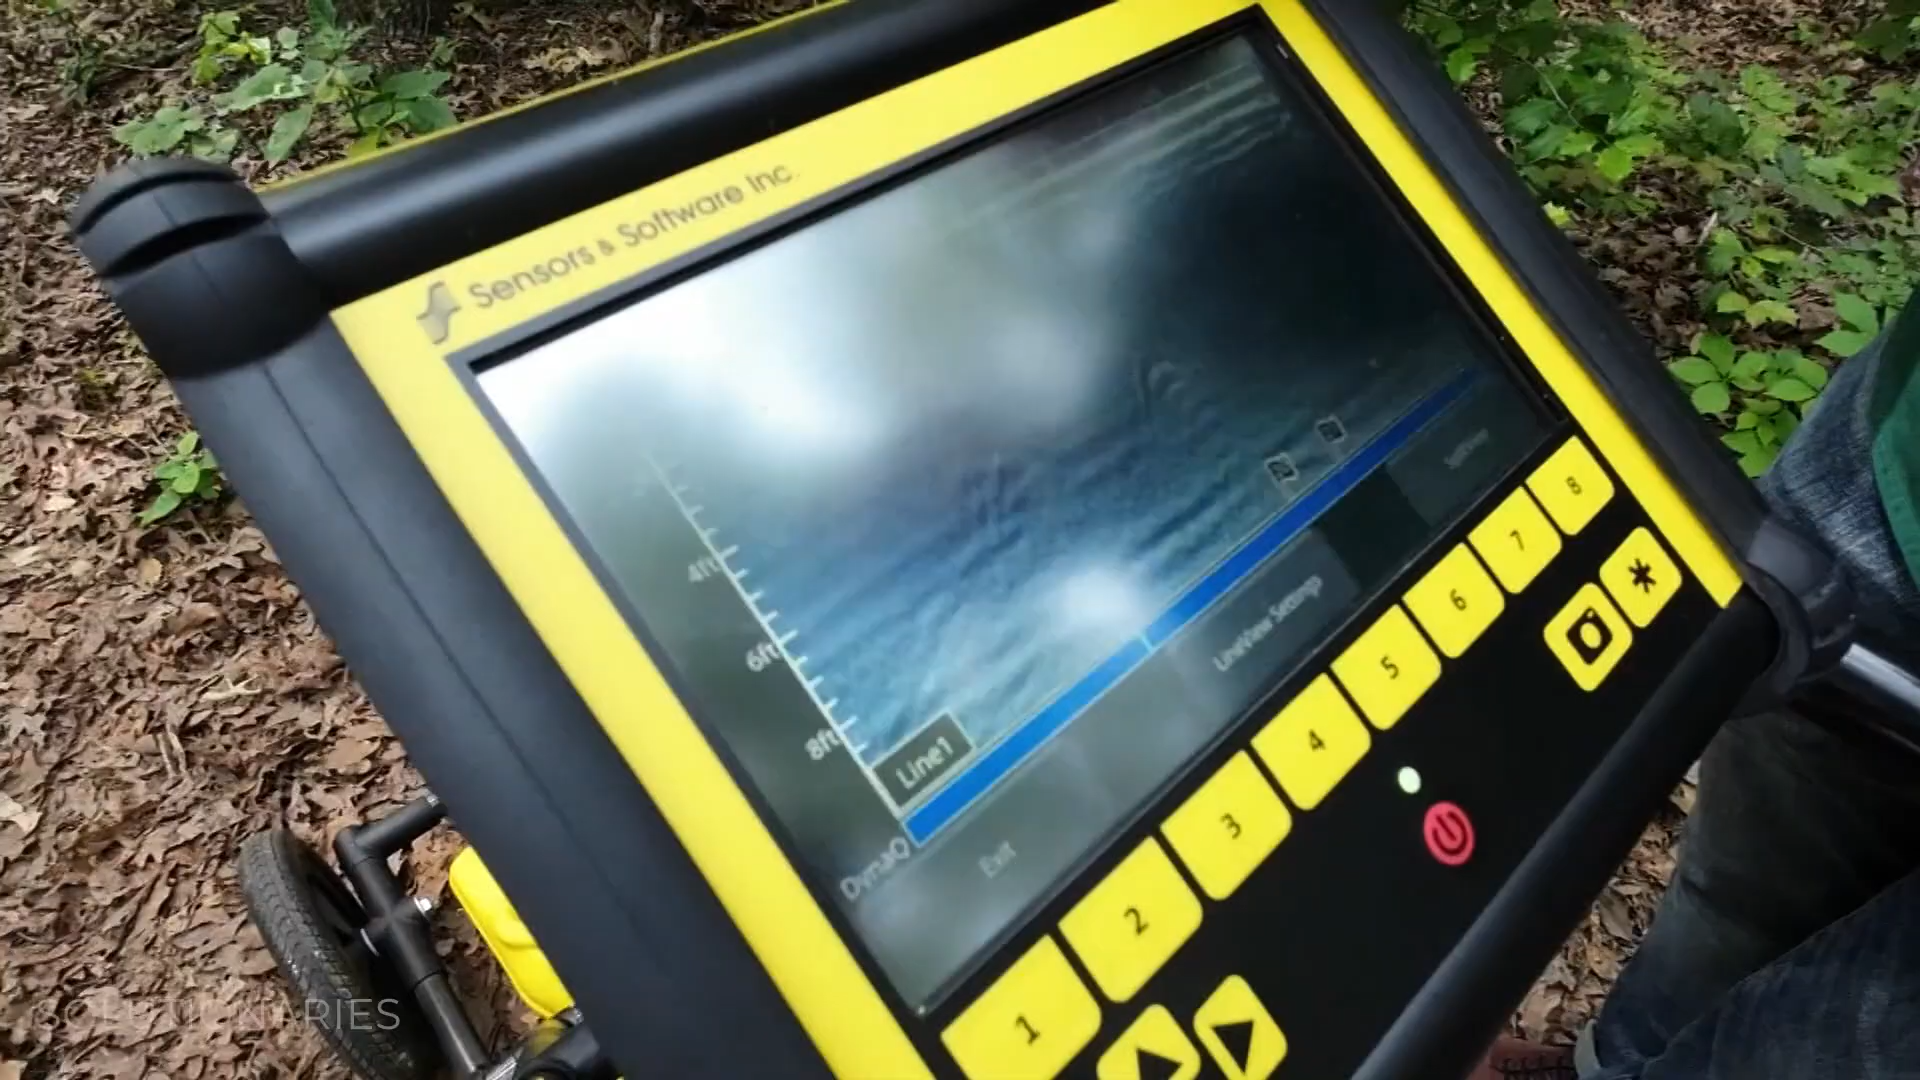 Sensors & Software Inc.
4ft
6ft
8ft
Line1
DynaQ
Exit
LineView Settings
1
2
3
4
5
6
7
8
SOLUTIONARIES